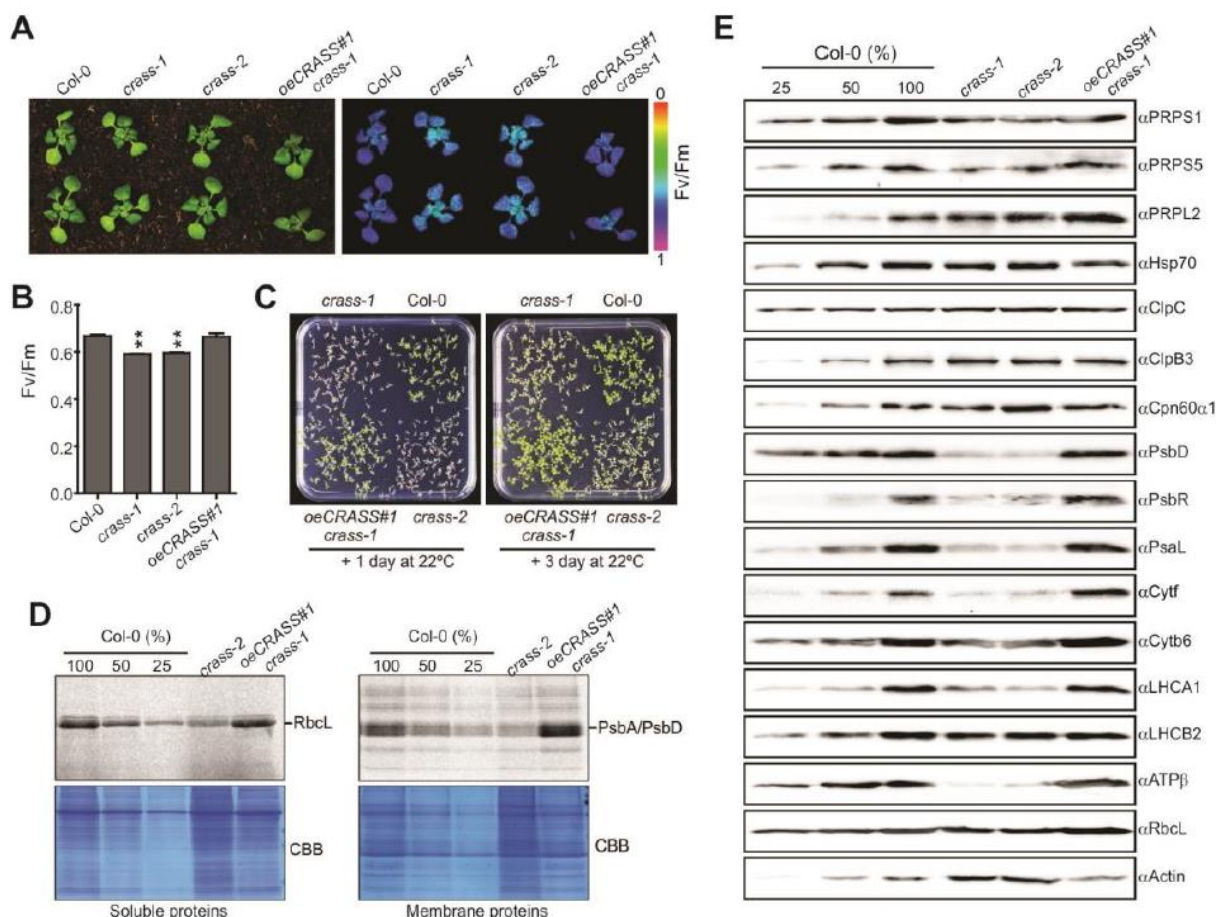 A
Col-0
crass-1
crass-2
oeCRASS#1
crass-1
Col-0
crass-1
crass-2
oeCRASS#1
crass-1
0
Fv/Fm
1
B
Fv/Fm
0.8
0.6
0.4
0.2
0.0
**
**
Col-0
crass-1
crass-2
oeCRASS#1
crass-1
C
crass-1 Col-0
crass-1 Col-0
oeCRASS#1 crass-2
crass-1
+ 1 day at 22ºC
oeCRASS#1 crass-2
crass-1
+ 3 day at 22ºC
D
Col-0 (%)
100 50 25
crass-2
oeCRASS#1
crass-1
RbcL
CBB
Soluble proteins
Col-0 (%)
100 50 25
crass-2
oeCRASS#1
crass-1
PsbA/PsbD
CBB
Membrane proteins
E
Col-0 (%)
25 50 100
crass-1
crass-2
oeCRASS#1
crass-1
αPRPS1
αPRPS5
αPRPL2
αHsp70
αClpC
αClpB3
αCpn60α1
αPsbD
αPsbR
αPsaL
αCytf
αCytb6
αLHCA1
αLHCB2
αATPβ
αRbcL
αActin